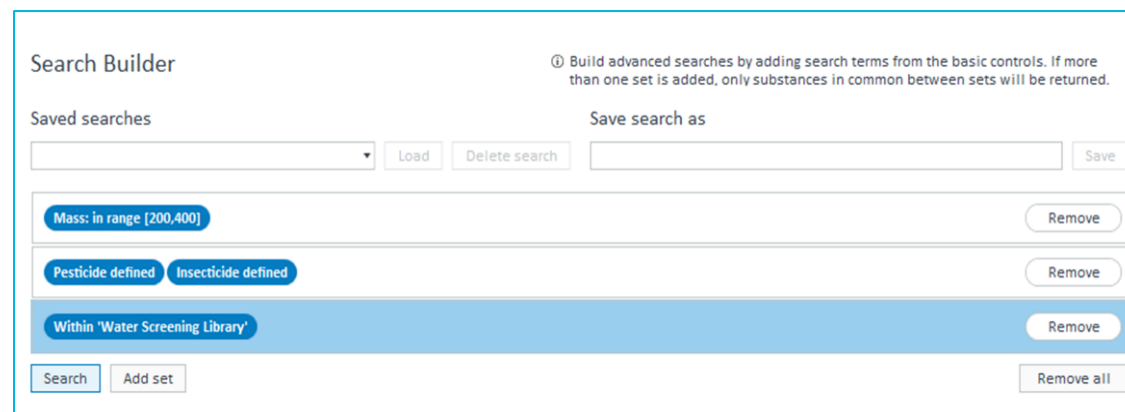 Search Builder
ⓘ Build advanced searches by adding search terms from the basic controls. If more
than one set is added, only substances in common between sets will be returned.
Saved searches
Save search as
Load
Delete search
Save
Mass: in range [200,400]
Remove
Pesticide defined
Insecticide defined
Remove
Within 'Water Screening Library'
Remove
Search
Add set
Remove all